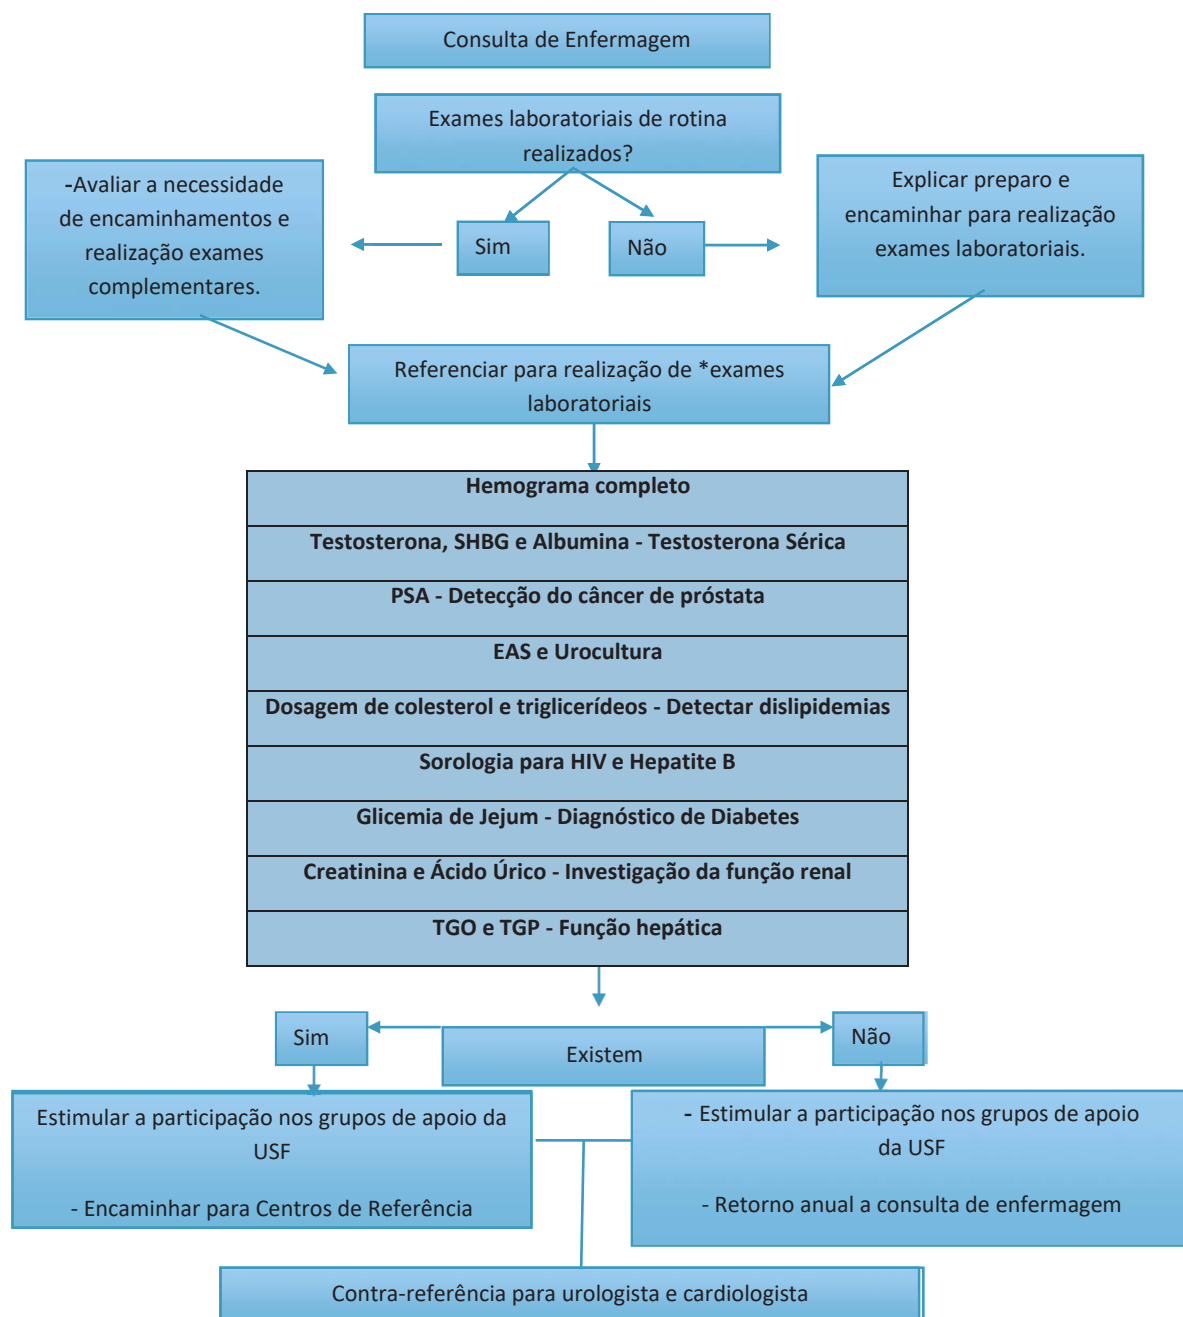 Consulta de Enfermagem
Exames laboratoriais de rotina
realizados?
-Avaliar a necessidade
de encaminhamentos e
realização exames
complementares.
Sim
Não
Explicar preparo e
encaminhar para realização
exames laboratoriais.
Referenciar para realização de *exames
laboratoriais
Hemograma completo
Testosterona, SHBG e Albumina - Testosterona Sérica
PSA - Detecção do câncer de próstata
EAS e Urocultura
Dosagem de colesterol e triglicerídeos - Detectar dislipidemias
Sorologia para HIV e Hepatite B
Glicemia de Jejum - Diagnóstico de Diabetes
Creatinina e Ácido Úrico - Investigação da função renal
TGO e TGP - Função hepática
Sim
Existem
Não
Estimular a participação nos grupos de apoio da
USF
- Encaminhar para Centros de Referência
- Estimular a participação nos grupos de apoio
da USF
- Retorno anual a consulta de enfermagem
Contra-referência para urologista e cardiologista